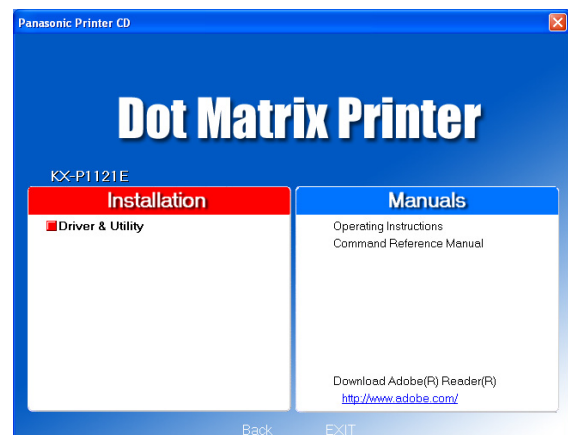 Panasonic Printer CD
Dot Matrix Printer
KX-P1121E
Installation
Driver & Utility
Manuals
Operating Instructions
Command Reference Manual
Download Adobe(R) Reader(R)
http://www.adobe.com/
Back EXIT